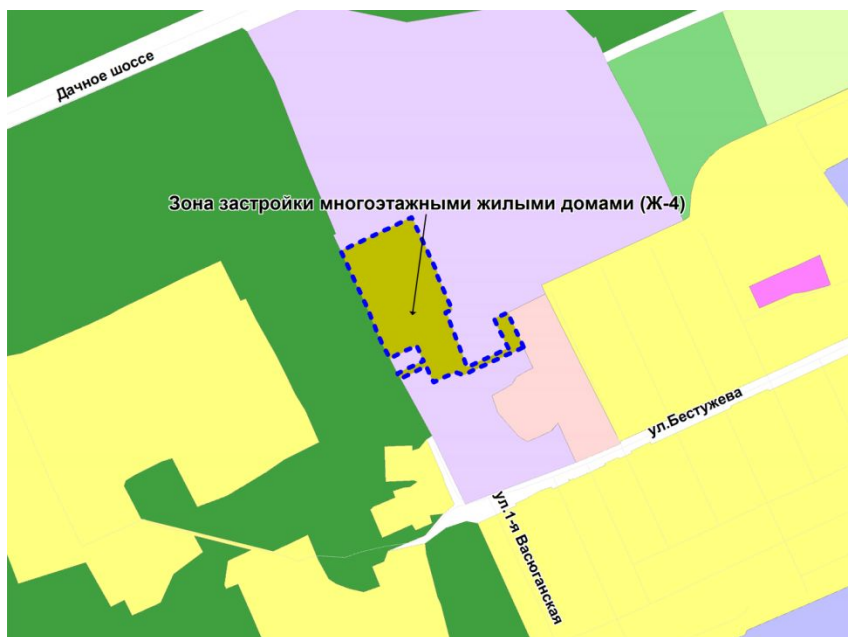 Дачное шоссе
Зона застройки многоэтажными жилыми домами (Ж-4)
ул.Бестужева
ул.1-я Васюганская